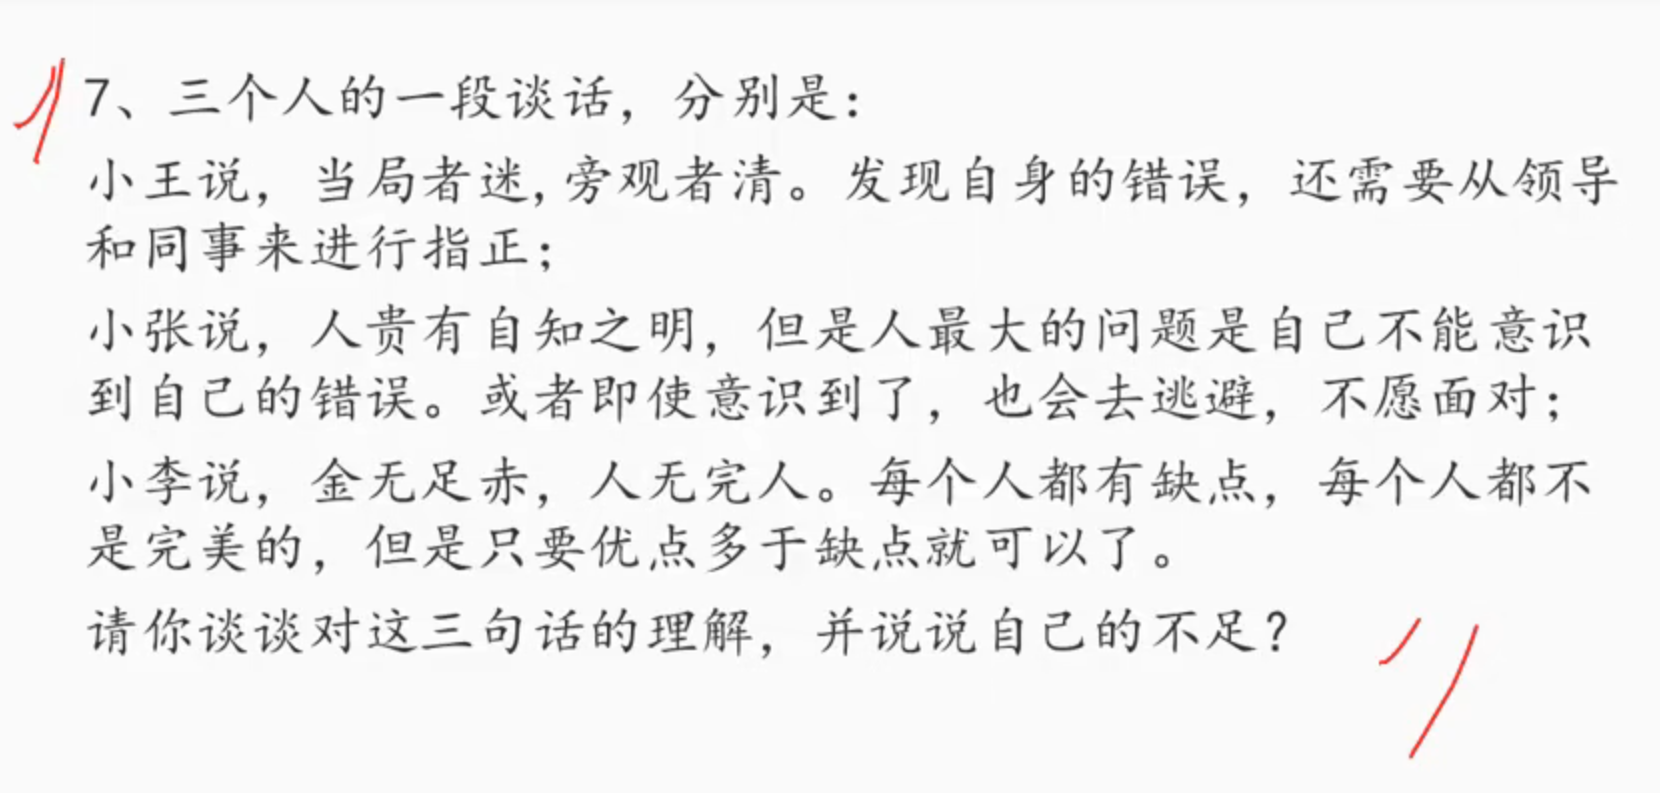 7、三个人的一段谈话，分别是：
小王说，当局者迷,旁观者清。发现自身的错误，还需要从领导
和同事来进行指正；
小张说，人贵有自知之明，但是人最大的问题是自己不能意识
到自己的错误。或者即使意识到了，也会去逃避，不愿面对；
小李说，金无足赤，人无完人。每个人都有缺点，每个人都不
是完美的，但是只要优点多于缺点就可以了。
请你谈谈对这三句话的理解，并说说自己的不足？